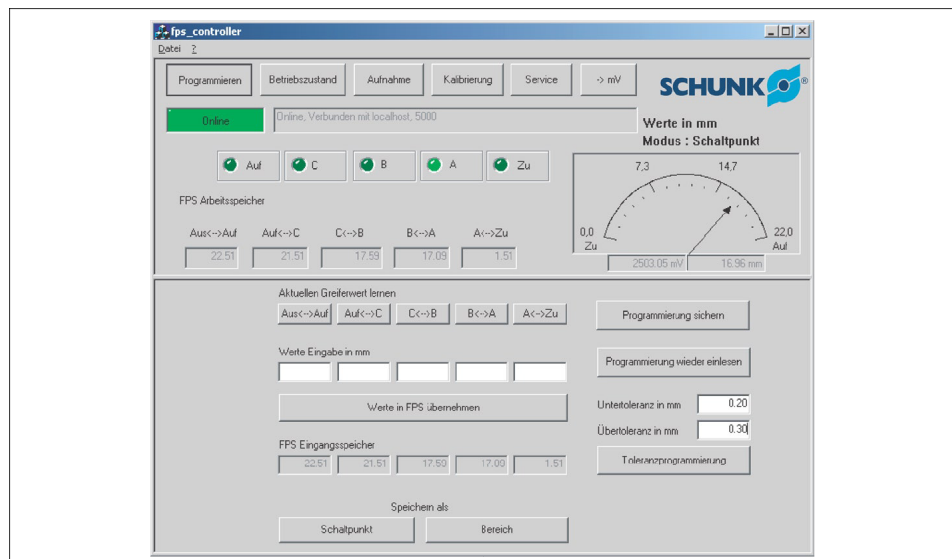 fps_controller
Datei ?
Programmieren Betriebszustand Aufnahme Kalibrierung Service -> mV
SCHUNK ®
Online Online, Verbunden mit localhost, 5000
Werte in mm
Modus : Schaltpunkt
Auf C B A Zu
7,3 14,7
0,0 22,0
Zu Auf
2503.05 mV 16.96 mm
FPS Arbeitsspeicher
Aus<-->Auf Auf<-->C C<-->B B<-->A A<-->Zu
22.51 21.51 17.59 17.09 1.51
Aktuellen Greiferwert lernen
Aus<-->Auf Auf<-->C C<-->B B<-->A A<-->Zu
Programmierung sichern
Werte Eingabe in mm
Programmierung wieder einlesen
Werte in FPS übernehmen
Untertoleranz in mm 0.20
Übertoleranz in mm 0.30
FPS Eingangsspeicher
22.51 21.51 17.59 17.09 1.51
Toleranzprogrammierung
Speichern als
Schaltpunkt Bereich